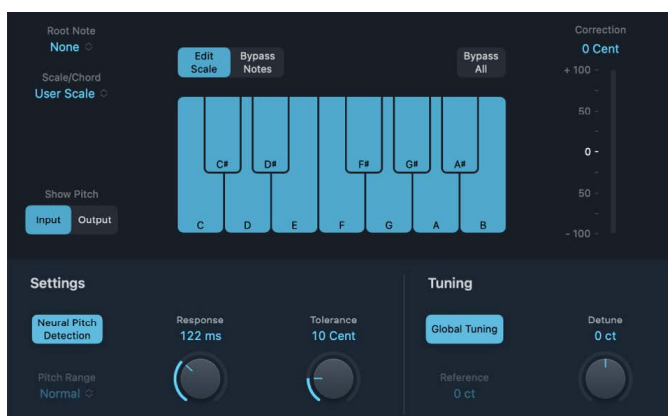 Root Note
None
Scale/Chord
User Scale
Show Pitch
Input Output
Edit Scale
Bypass Notes
Bypass All
C# D# F# G# A#
C D E F G A B
Correction
0 Cent
+ 100 -
50 -
0 -
50 -
- 100 -
Settings
Neural Pitch
Detection
Pitch Range
Normal
Response
122 ms
Tolerance
10 Cent
Tuning
Global Tuning
Reference
0 ct
Detune
0 ct